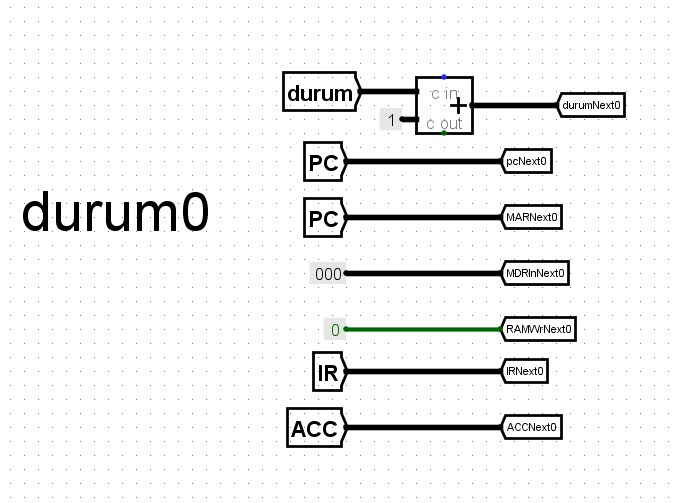 durum
c in
1
+
c out
durumNext0
PC
pcNext0
durum0
PC
MARNext0
000
MDRInNext0
0
RAMWrNext0
IR
IRNext0
ACC
ACCNext0